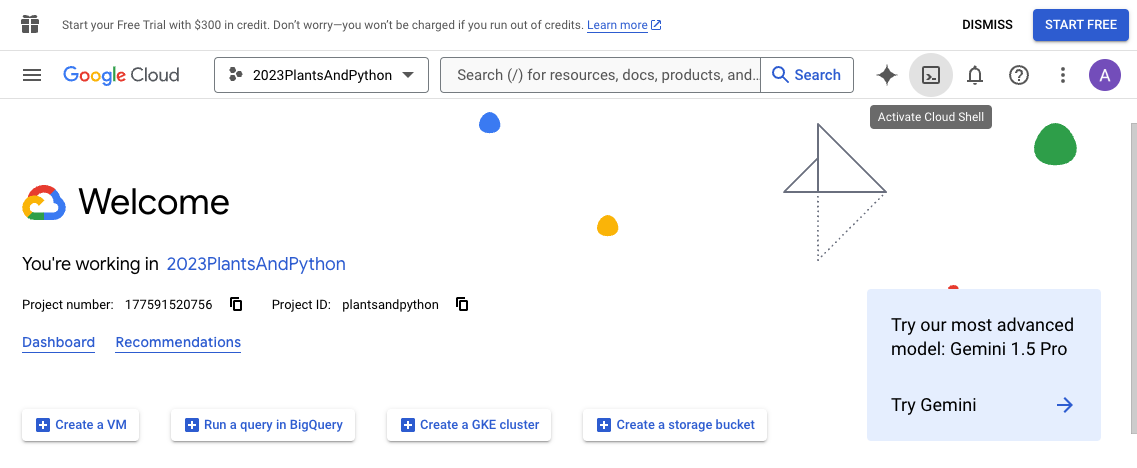 Start your Free Trial with $300 in credit. Don’t worry—you won’t be charged if you run out of credits. Learn more
DISMISS
START FREE
Google Cloud
2023PlantsAndPython
Search (/) for resources, docs, products, and...
Search
A
Activate Cloud Shell
Welcome
You're working in 2023PlantsAndPython
Project number: 177591520756
Project ID: plantsandpython
Dashboard
Recommendations
Try our most advanced
model: Gemini 1.5 Pro
Try Gemini
Create a VM
Run a query in BigQuery
Create a GKE cluster
Create a storage bucket